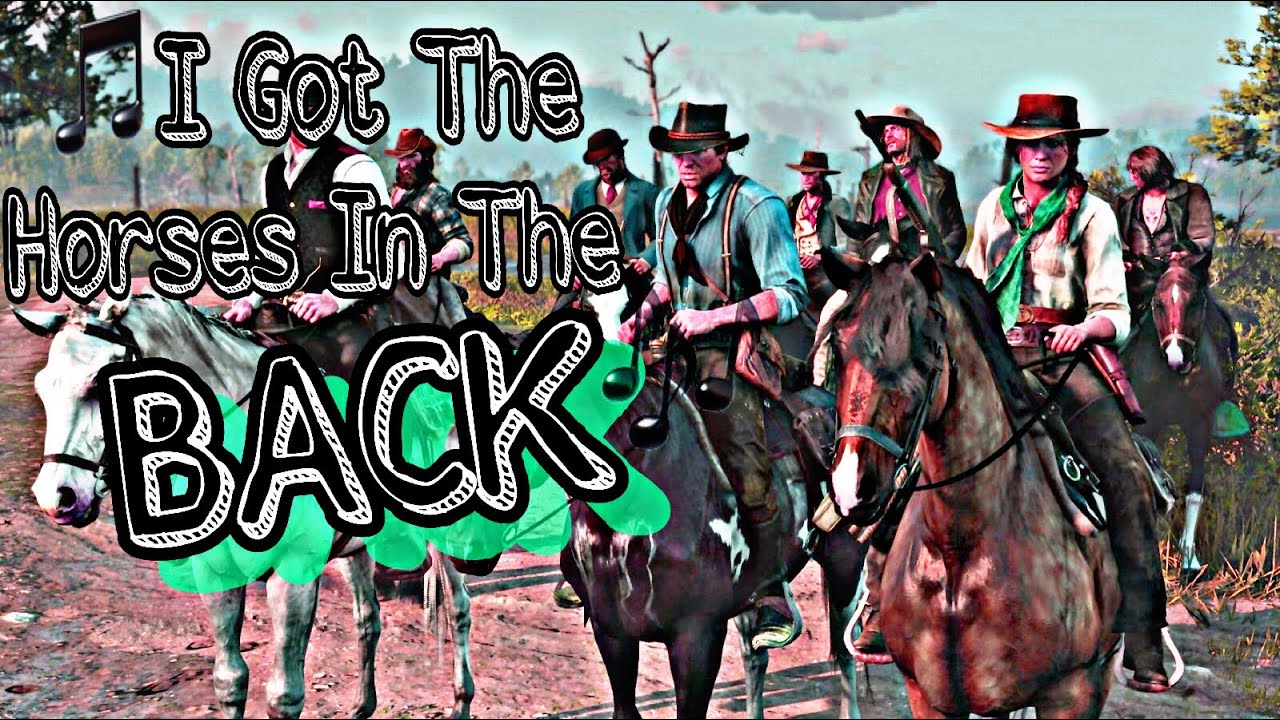 I Got The
Horses In The
BACK